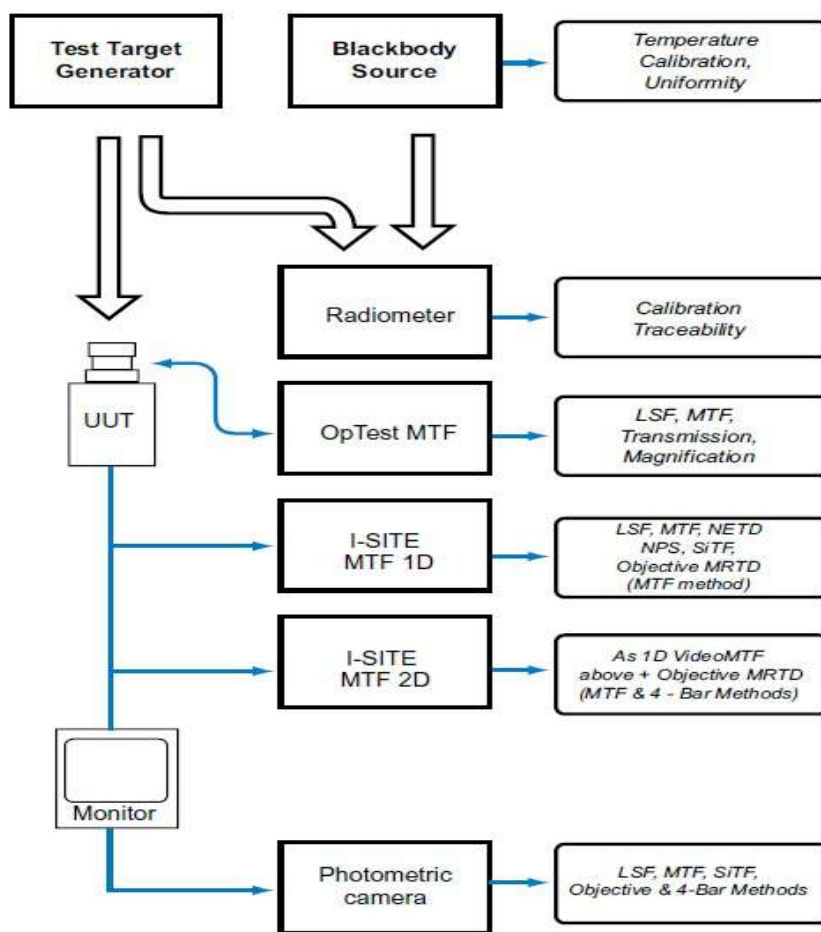 Test Target
Generator
Blackbody
Source
Temperature
Calibration,
Uniformity
Radiometer
Calibration
Traceability
UUT
OpTest MTF
LSF, MTF,
Transmission,
Magnification
I-SITE
MTF 1D
LSF, MTF, NETD
NPS, SiTF,
Objective MRTD
(MTF method)
I-SITE
MTF 2D
As 1D VideoMTF
above + Objective MRTD
(MTF & 4 - Bar Methods)
Monitor
Photometric
camera
LSF, MTF, SiTF,
Objective & 4-Bar Methods